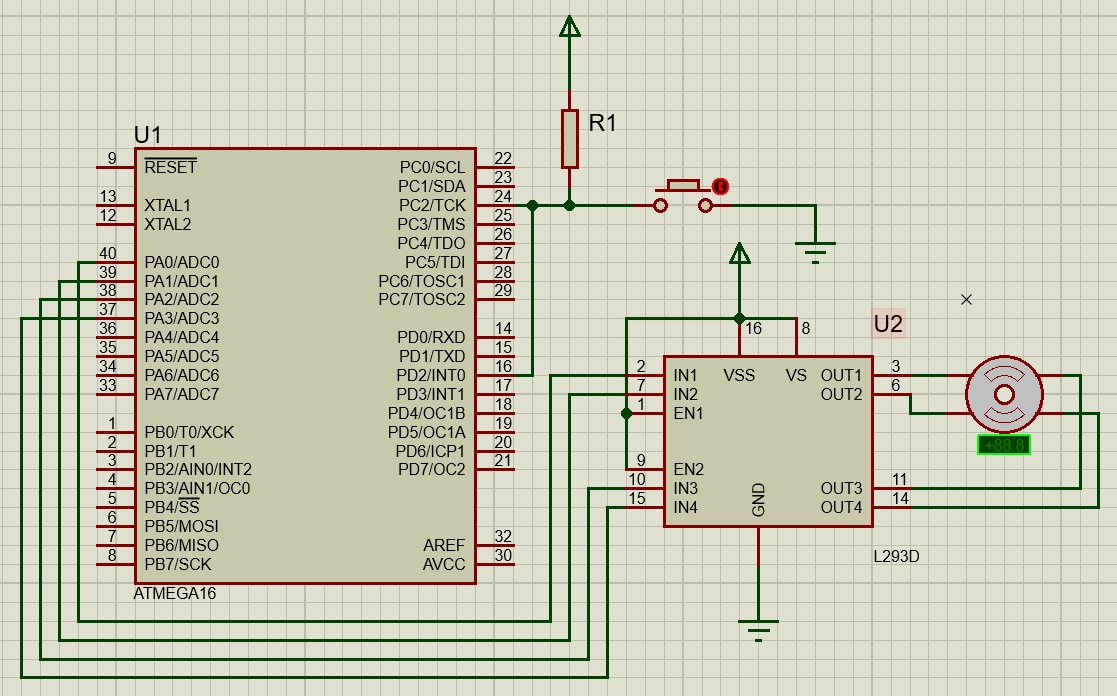 R1
U1
9 RESET PC0/SCL 22
PC1/SDA 23
13 XTAL1 PC2/TCK 24
12 XTAL2 PC3/TMS 25
PC4/TDO 26
40 PA0/ADC0 PC5/TDI 27
39 PA1/ADC1 PC6/TOSC1 28
38 PA2/ADC2 PC7/TOSC2 29
37 PA3/ADC3
36 PA4/ADC4 PD0/RXD 14
35 PA5/ADC5 PD1/TXD 15
34 PA6/ADC6 PD2/INT0 16
33 PA7/ADC7 PD3/INT1 17
PD4/OC1B 18
1 PB0/T0/XCK PD5/OC1A 19
2 PB1/T1 PD6/ICP1 20
3 PB2/AIN0/INT2 PD7/OC2 21
4 PB3/AIN1/OC0
5 PB4/SS
6 PB5/MOSI
7 PB6/MISO AREF 32
8 PB7/SCK AVCC 30
ATMEGA16
U2
16 8
2 IN1 VSS VS OUT1 3
7 IN2 OUT2 6
1 EN1
9 EN2
10 IN3 OUT3 11
15 IN4 OUT4 14
GND
L293D
+88.8